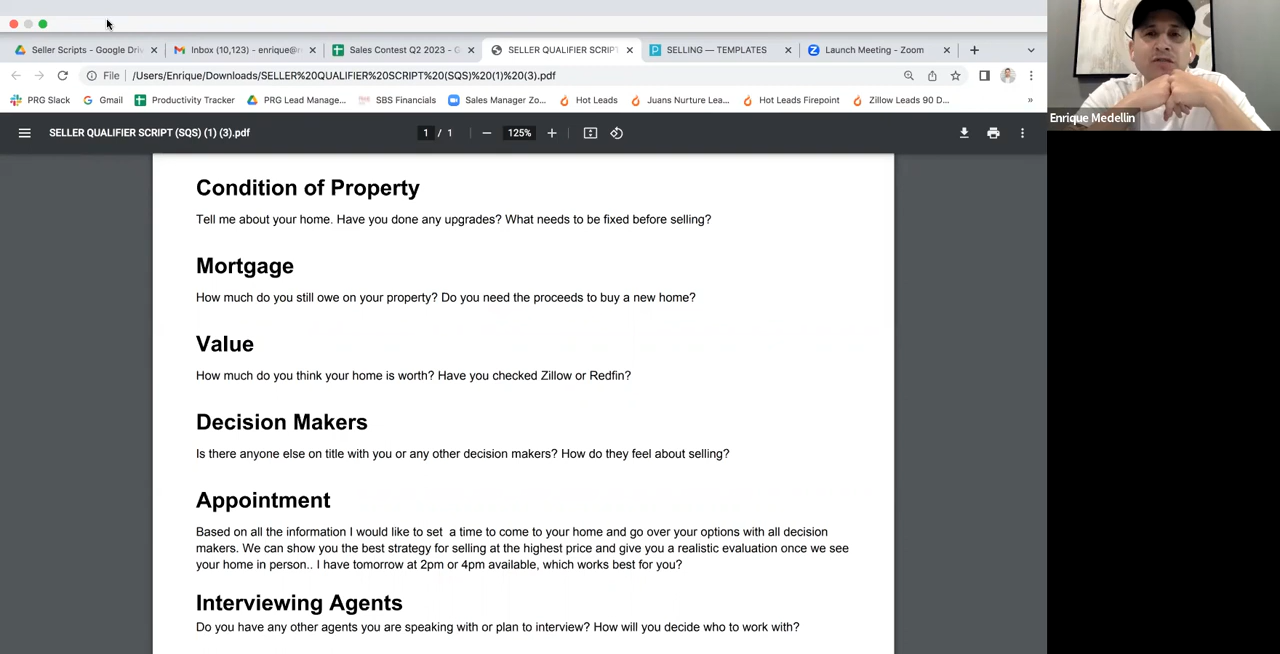 Seller Scripts - Google Driv
Inbox (10,123) - enrique@r
Sales Contest Q2 2023 - G
SELLER QUALIFIER SCRIPT
SELLING — TEMPLATES
Launch Meeting - Zoom
File
/Users/Enrique/Downloads/SELLER%20QUALIFIER%20SCRIPT%20(SQS)%20(1)%20(3).pdf
PRG Slack
Gmail
Productivity Tracker
PRG Lead Manage...
SBS Financials
Sales Manager Zo...
Hot Leads
Juans Nurture Lea...
Hot Leads Firepoint
Zillow Leads 90 D...
»
SELLER QUALIFIER SCRIPT (SQS) (1) (3).pdf
1 / 1
125%
Enrique Medellin
Condition of Property
Tell me about your home. Have you done any upgrades? What needs to be fixed before selling?
Mortgage
How much do you still owe on your property? Do you need the proceeds to buy a new home?
Value
How much do you think your home is worth? Have you checked Zillow or Redfin?
Decision Makers
Is there anyone else on title with you or any other decision makers? How do they feel about selling?
Appointment
Based on all the information I would like to set  a time to come to your home and go over your options with all decision
makers. We can show you the best strategy for selling at the highest price and give you a realistic evaluation once we see
your home in person.. I have tomorrow at 2pm or 4pm available, which works best for you?
Interviewing Agents
Do you have any other agents you are speaking with or plan to interview? How will you decide who to work with?